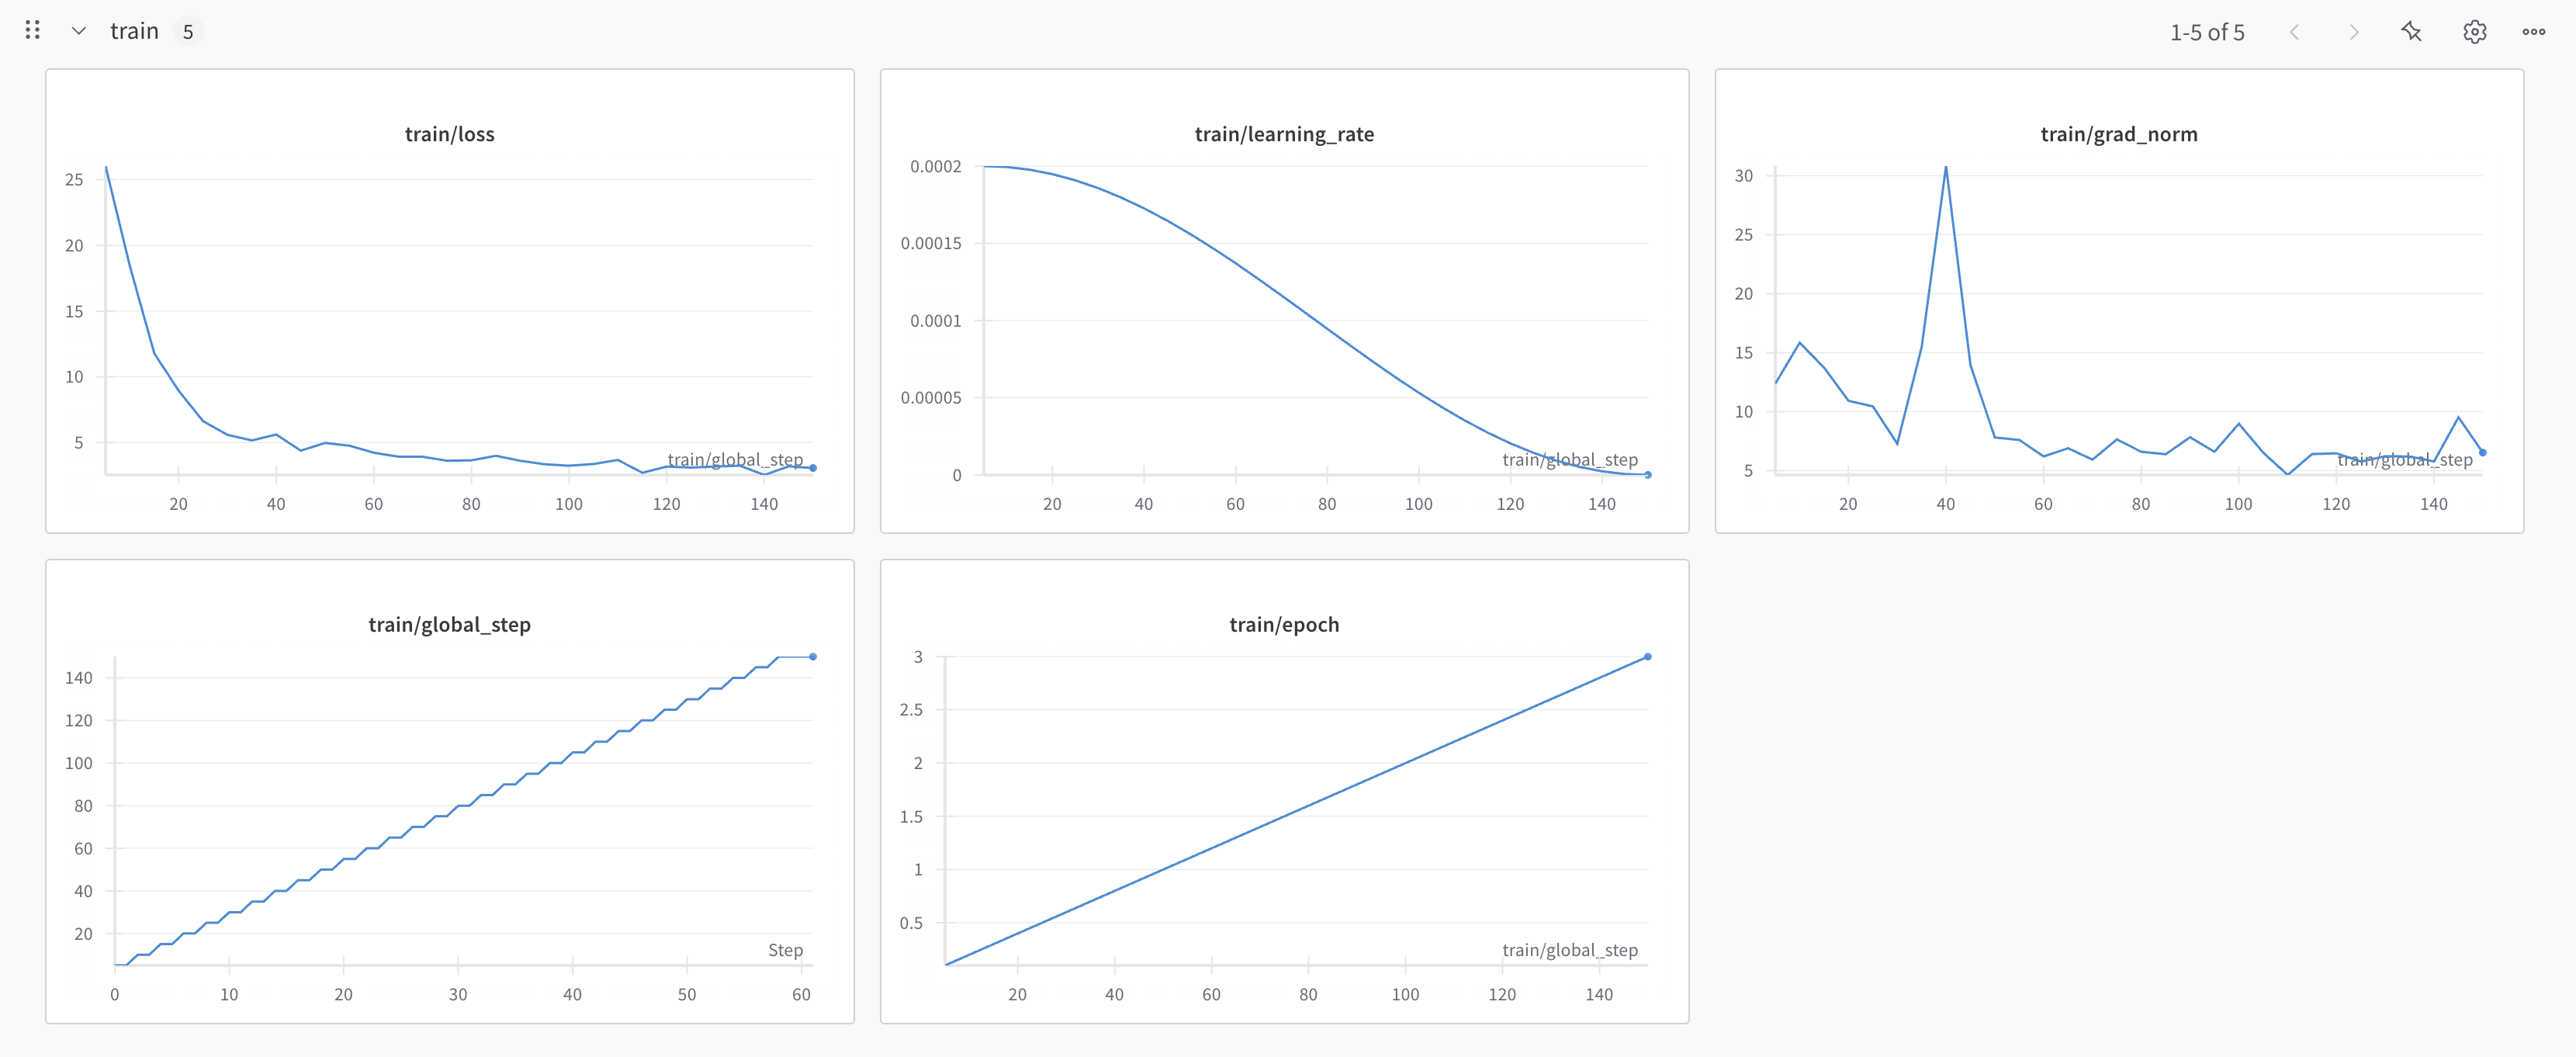 train 5
1-5 of 5
train/loss
25
20
15
10
5
train/global_step
20 40 60 80 100 120 140
train/learning_rate
0.0002
0.00015
0.0001
0.00005
0
train/global_step
20 40 60 80 100 120 140
train/grad_norm
30
25
20
15
10
5
train/global_step
20 40 60 80 100 120 140
train/global_step
140
120
100
80
60
40
20
Step
0 10 20 30 40 50 60
train/epoch
3
2.5
2
1.5
1
0.5
train/global_step
20 40 60 80 100 120 140